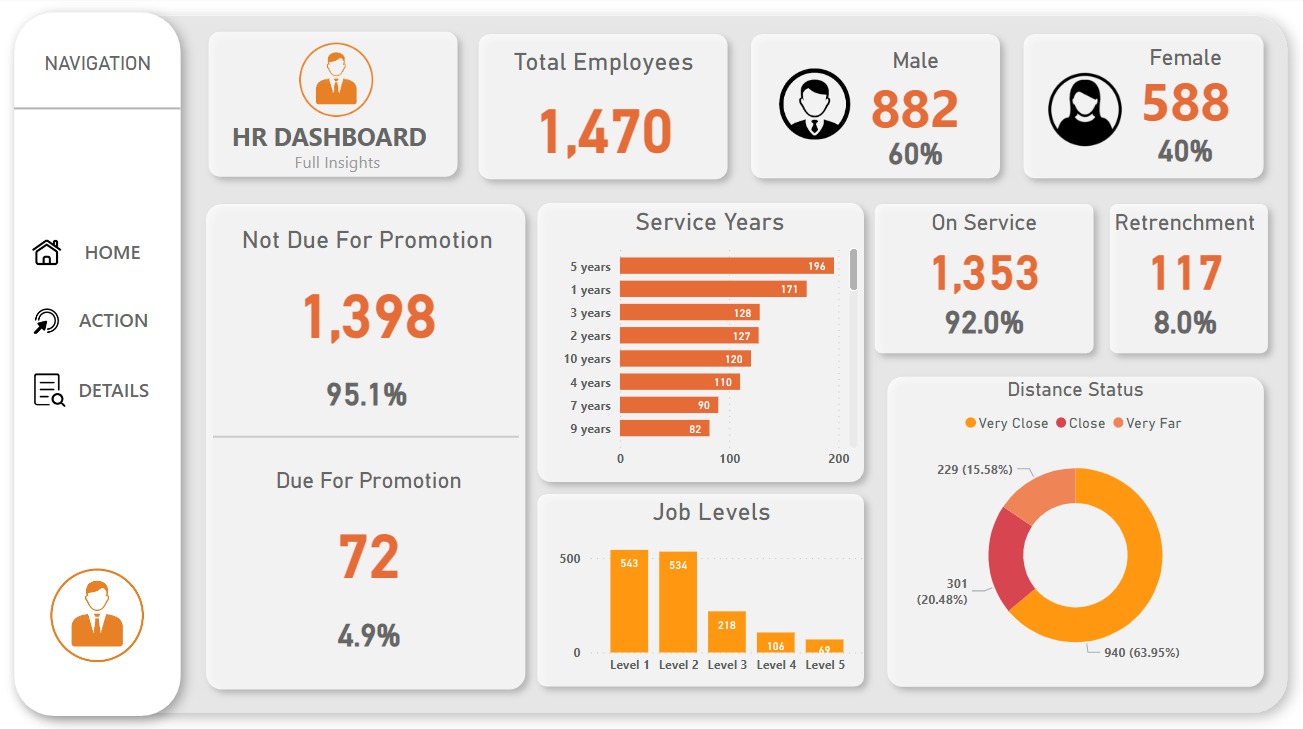 NAVIGATION
HOME
ACTION
DETAILS
HR DASHBOARD
Full Insights
Total Employees
1,470
Male
882
60%
Female
588
40%
Not Due For Promotion
1,398
95.1%
Due For Promotion
72
4.9%
Service Years
5 years 196
1 years 171
3 years 128
2 years 127
10 years 120
4 years 110
7 years 90
9 years 82
0 100 200
Job Levels
500
0
543 534 218 106 69
Level 1 Level 2 Level 3 Level 4 Level 5
On Service
1,353
92.0%
Retrenchment
117
8.0%
Distance Status
Very Close Close Very Far
229 (15.58%)
301
(20.48%)
940 (63.95%)